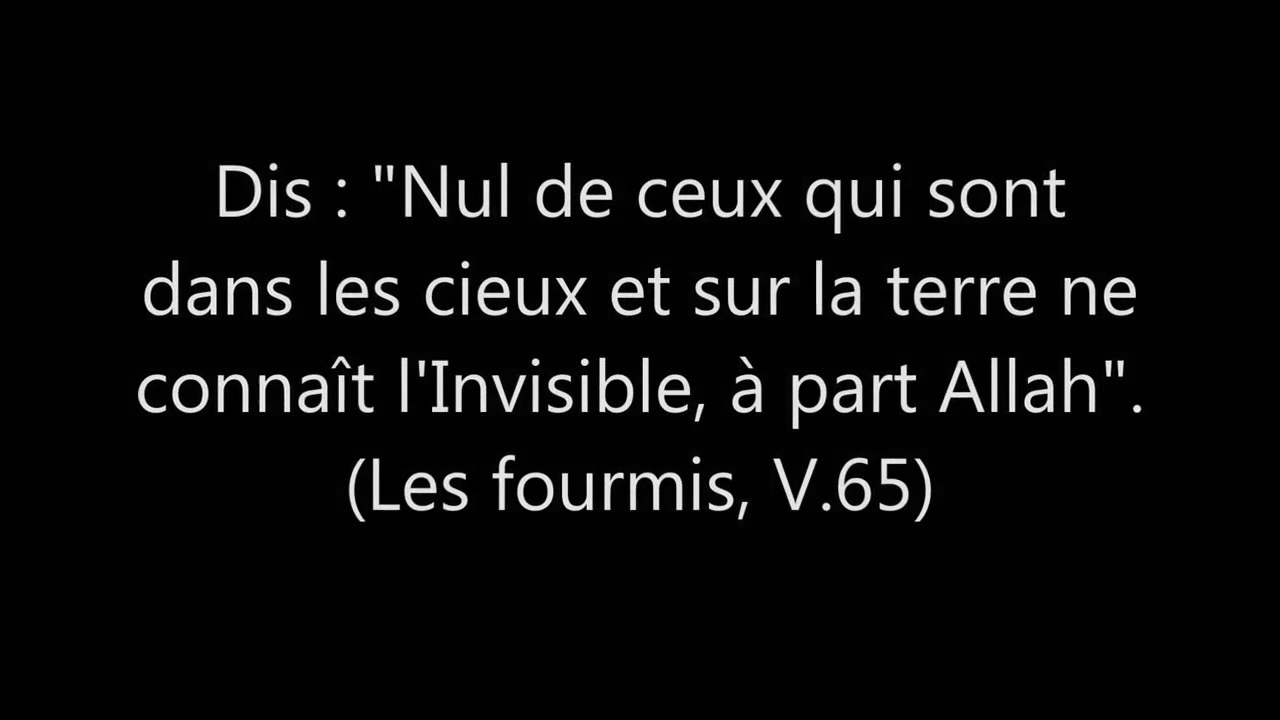 Dis : "Nul de ceux qui sont
dans les cieux et sur la terre ne
connaît l'Invisible, à part Allah".
(Les fourmis, V.65)